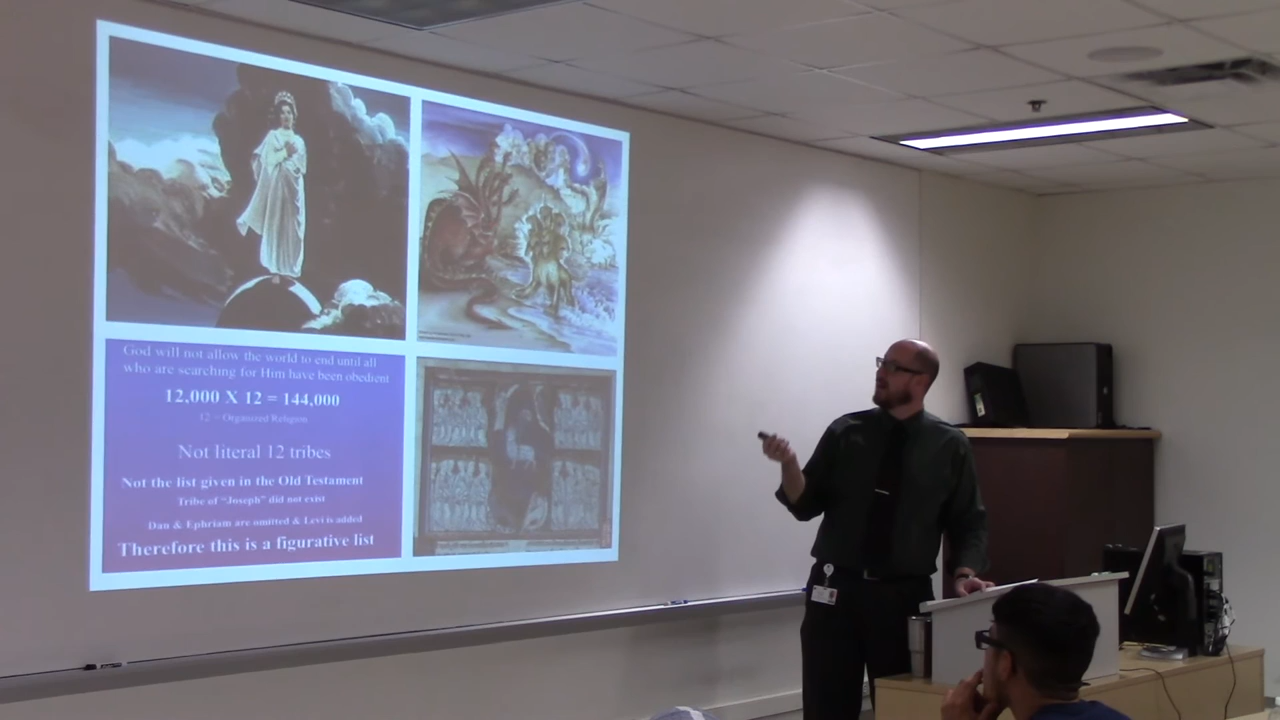 God will not allow the world to end until all
who are searching for Him have been obedient
12,000 X 12 = 144,000
12 = Organized Religion
Not literal 12 tribes
Not the list given in the Old Testament
Tribe of "Joseph" did not exist
Dan & Ephriam are omitted & Levi is added
Therefore this is a figurative list